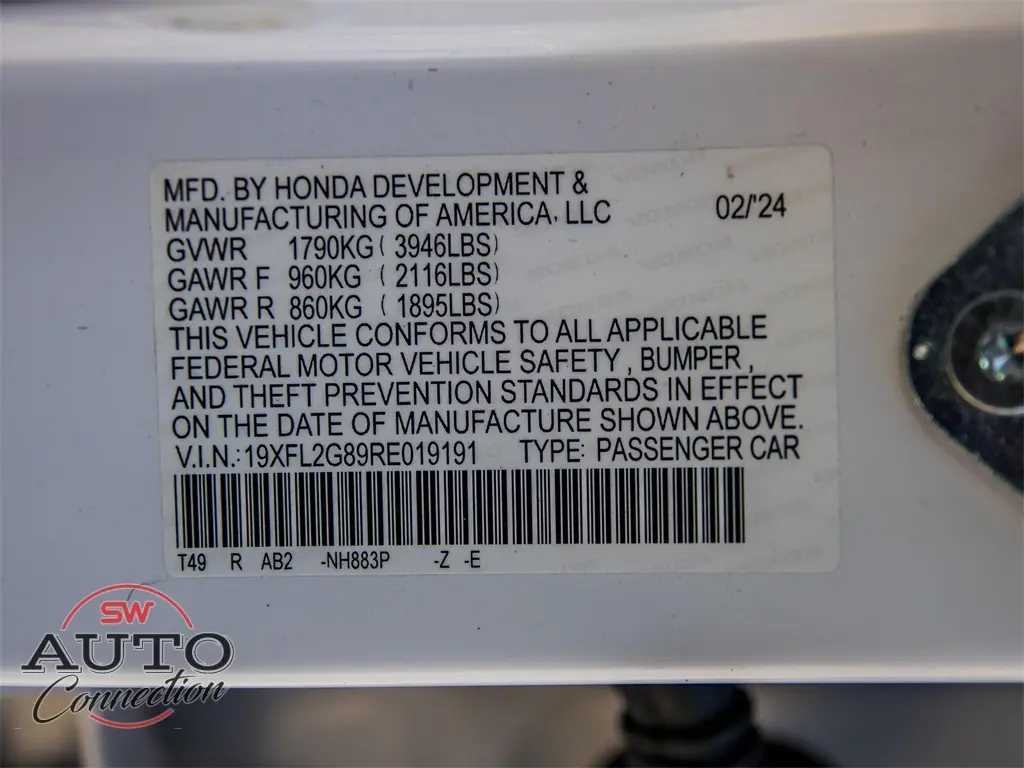 MFD. BY HONDA DEVELOPMENT &
MANUFACTURING OF AMERICA, LLC 02/'24
GVWR 1790KG ( 3946LBS)
GAWR F 960KG ( 2116LBS)
GAWR R 860KG ( 1895LBS)
THIS VEHICLE CONFORMS TO ALL APPLICABLE
FEDERAL MOTOR VEHICLE SAFETY , BUMPER ,
AND THEFT PREVENTION STANDARDS IN EFFECT
ON THE DATE OF MANUFACTURE SHOWN ABOVE.
V.I.N.:19XFL2G89RE019191 TYPE: PASSENGER CAR
T49 R AB2 -NH883P -Z -E
SW
AUTO
Connection